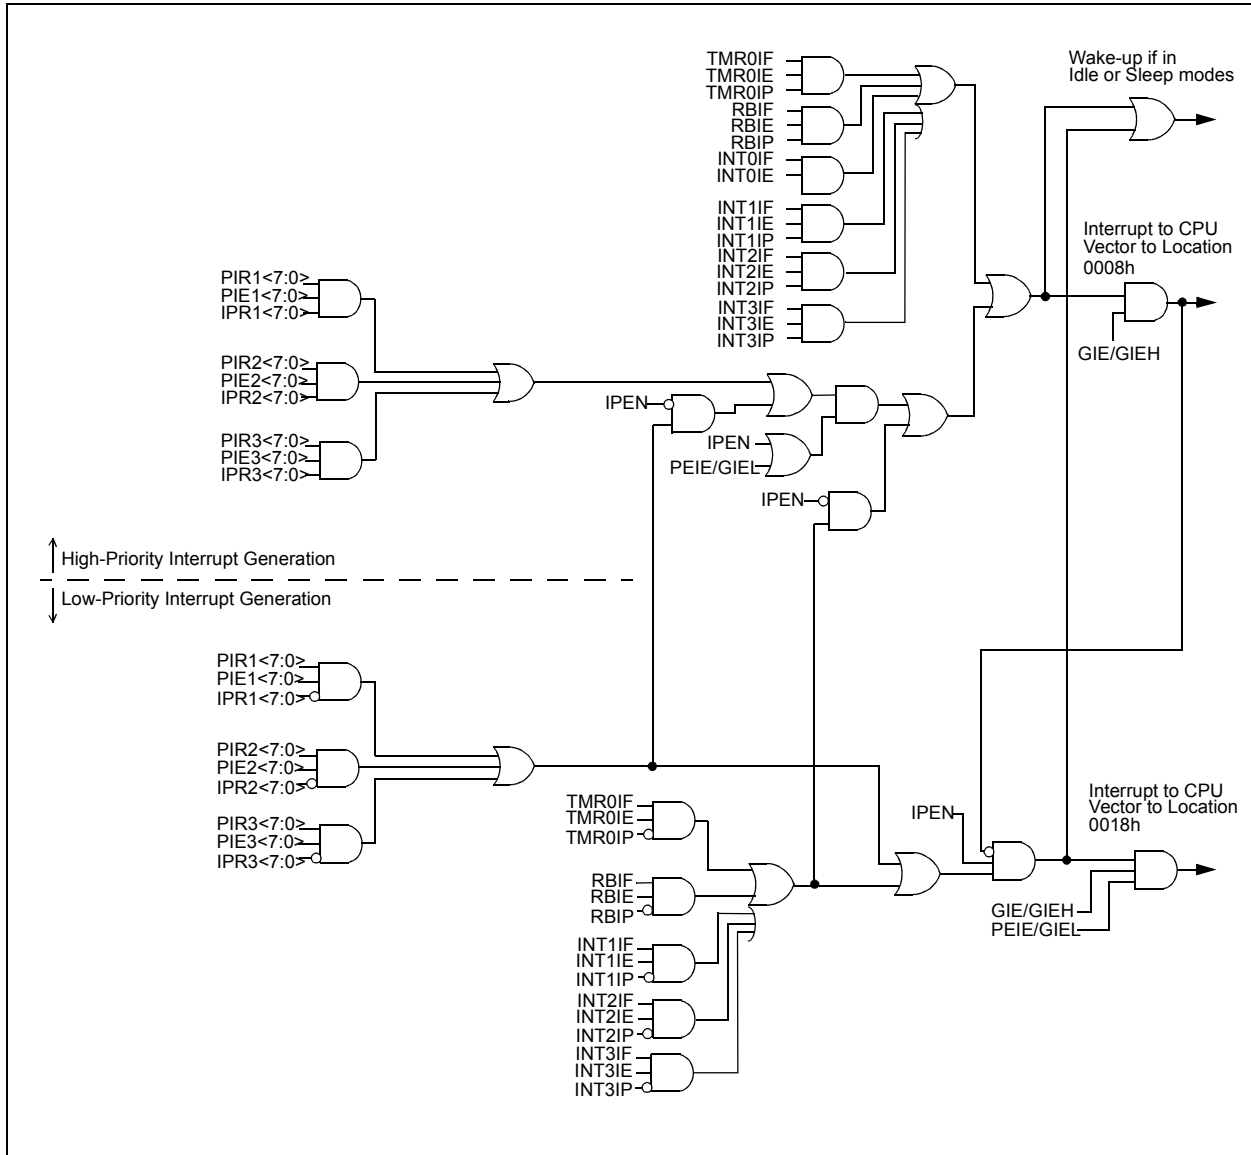 TMR0IF
TMR0IE
TMR0IP
RBIF
RBIE
RBIP
INT0IF
INT0IE
INT1IF
INT1IE
INT1IP
INT2IF
INT2IE
INT2IP
INT3IF
INT3IE
INT3IP
Wake-up if in
Idle or Sleep modes
Interrupt to CPU
Vector to Location
0008h
GIE/GIEH
PIR1<7:0>
PIE1<7:0>
IPR1<7:0>
PIR2<7:0>
PIE2<7:0>
IPR2<7:0>
PIR3<7:0>
PIE3<7:0>
IPR3<7:0>
IPEN
IPEN
PEIE/GIEL
IPEN
High-Priority Interrupt Generation
Low-Priority Interrupt Generation
PIR1<7:0>
PIE1<7:0>
IPR1<7:0>
PIR2<7:0>
PIE2<7:0>
IPR2<7:0>
PIR3<7:0>
PIE3<7:0>
IPR3<7:0>
TMR0IF
TMR0IE
TMR0IP
RBIF
RBIE
RBIP
INT1IF
INT1IE
INT1IP
INT2IF
INT2IE
INT2IP
INT3IF
INT3IE
INT3IP
IPEN
Interrupt to CPU
Vector to Location
0018h
GIE/GIEH
PEIE/GIEL